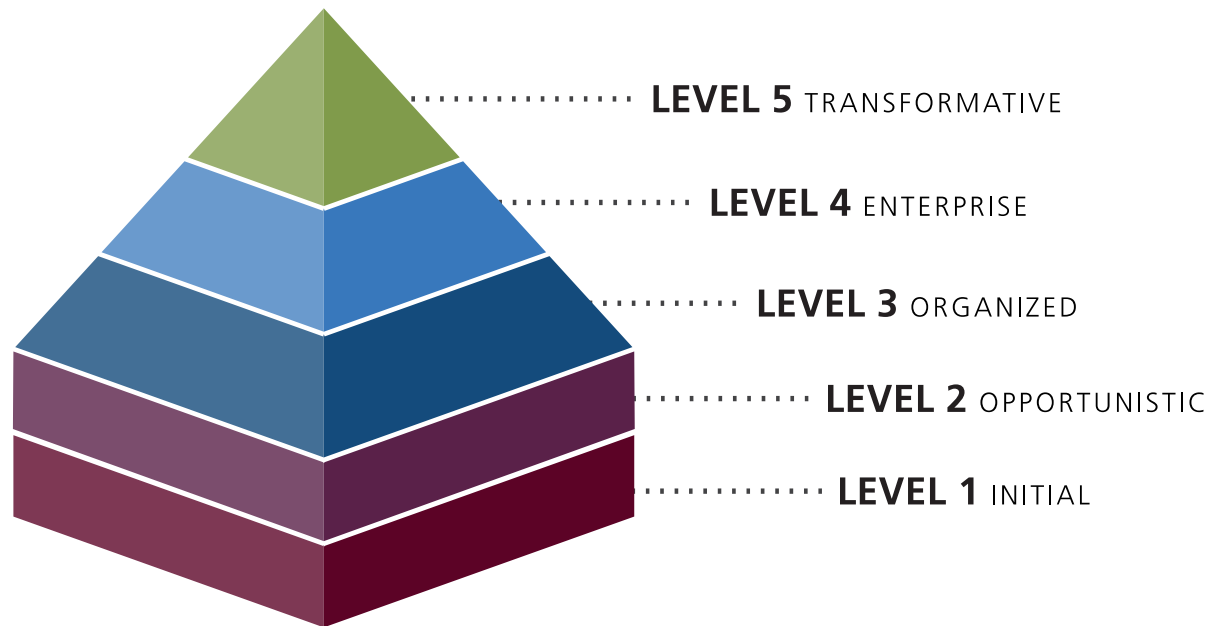 LEVEL 5 TRANSFORMATIVE
LEVEL 4 ENTERPRISE
LEVEL 3 ORGANIZED
LEVEL 2 OPPORTUNISTIC
LEVEL 1 INITIAL